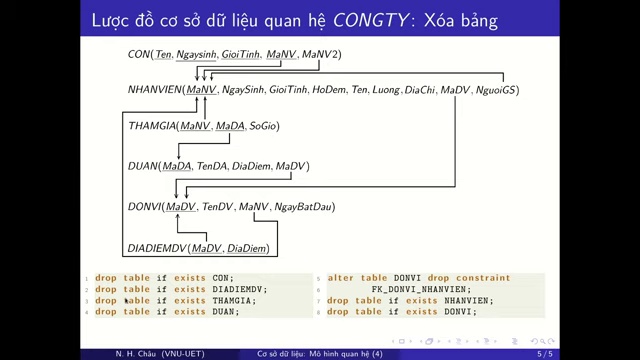 Lược đồ cơ sở dữ liệu quan hệ CONGTY: Xóa bảng
CON(Ten, Ngaysinh, GioiTinh, MaNV, MaNV2)
NHANVIEN(MaNV, NgaySinh, GioiTinh, HoDem, Ten, Luong, DiaChi, MaDV, NguoiGS)
THAMGIA(MaNV, MaDA, SoGio)
DUAN(MaDA, TenDA, DiaDiem, MaDV)
DONVI(MaDV, TenDV, MaNV, NgayBatDau)
DIADIEMDV(MaDV, DiaDiem)
1 drop table if exists CON;
2 drop table if exists DIADIEMDV;
3 drop table if exists THAMGIA;
4 drop table if exists DUAN;
5 alter table DONVI drop constraint
6 FK_DONVI_NHANVIEN;
7 drop table if exists NHANVIEN;
8 drop table if exists DONVI;
N. H. Châu (VNU-UET) Cơ sở dữ liệu: Mô hình quan hệ (4) 5/5